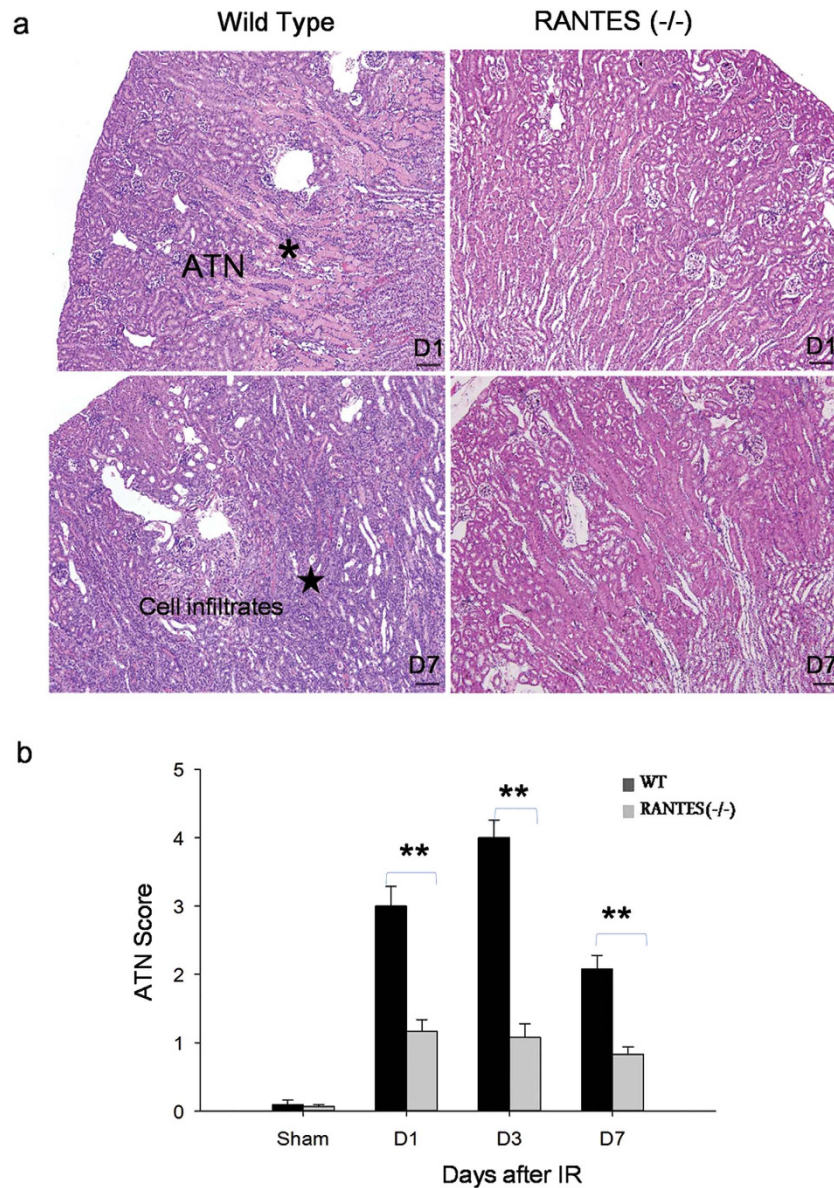 a
Wild Type
RANTES (-/-)
ATN
*
D1
D1
Cell infiltrates
★
D7
D7
b
5
4
3
2
1
0
ATN Score
WT
RANTES(-/-)
**
**
**
Sham
D1
D3
D7
Days after IR